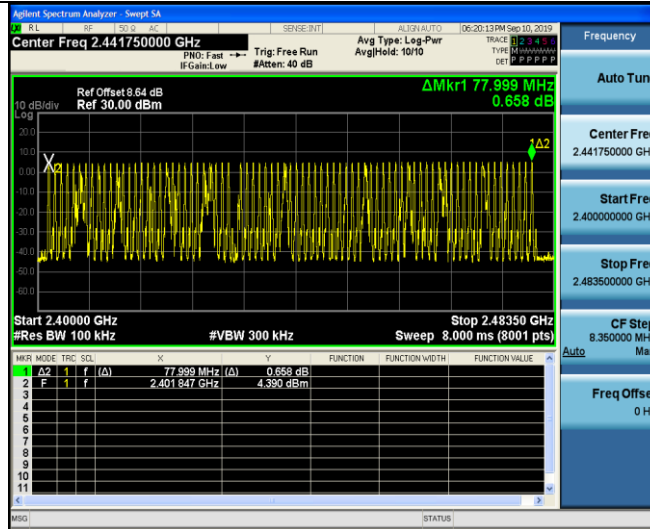 Agilent Spectrum Analyzer - Swept SA
RL RF 50 Ω AC SENSE:INT ALIGN AUTO 06:20:13 PM Sep 10, 2019
Center Freq 2.441750000 GHz
PNO: Fast
IFGain:Low
Trig: Free Run
#Atten: 40 dB
Avg Type: Log-Pwr
Avg|Hold: 10/10
TRACE 1 2 3 4 5 6
TYPE M
DET P P P P P P
Ref Offset 8.64 dB
Ref 30.00 dBm
10 dB/div
Log
ΔMkr1 77.999 MHz
0.658 dB
20.0
10.0
0.00
-10.0
-20.0
-30.0
-40.0
-50.0
-60.0
X2
1Δ2
Start 2.40000 GHz Stop 2.48350 GHz
#Res BW 100 kHz #VBW 300 kHz Sweep 8.000 ms (8001 pts)
MKR MODE TRC SCL X Y FUNCTION FUNCTION WIDTH FUNCTION VALUE
1 Δ2 1 f (Δ) 77.999 MHz (Δ) 0.658 dB
2 F 1 f 2.401 847 GHz 4.390 dBm
3
4
5
6
7
8
9
10
11
MSG STATUS
Frequency
Auto Tun
Center Fre
2.441750000 GH
Start Fre
2.400000000 GH
Stop Fre
2.483500000 GH
CF Ste
8.350000 MH
Auto Ma
Freq Offse
0 H